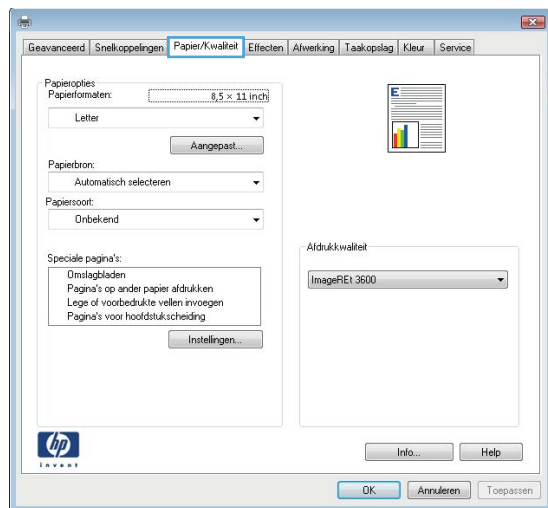 Geavanceerd Snelkoppelingen Papier/Kwaliteit Effecten Afwerking Taakopslag Kleur Service
Papieropties
Papierformaten: 8,5 × 11 inch
Letter
Aangepast...
Papierbron:
Automatisch selecteren
Papiersoort:
Onbekend
Speciale pagina's:
Omslagbladen
Pagina's op ander papier afdrukken
Lege of voorbedrukte vellen invoegen
Pagina's voor hoofdstukscheiding
Instellingen...
E
Afdrukkwaliteit
ImageREt 3600
hp
invent
Info... Help
OK Annuleren Toepassen